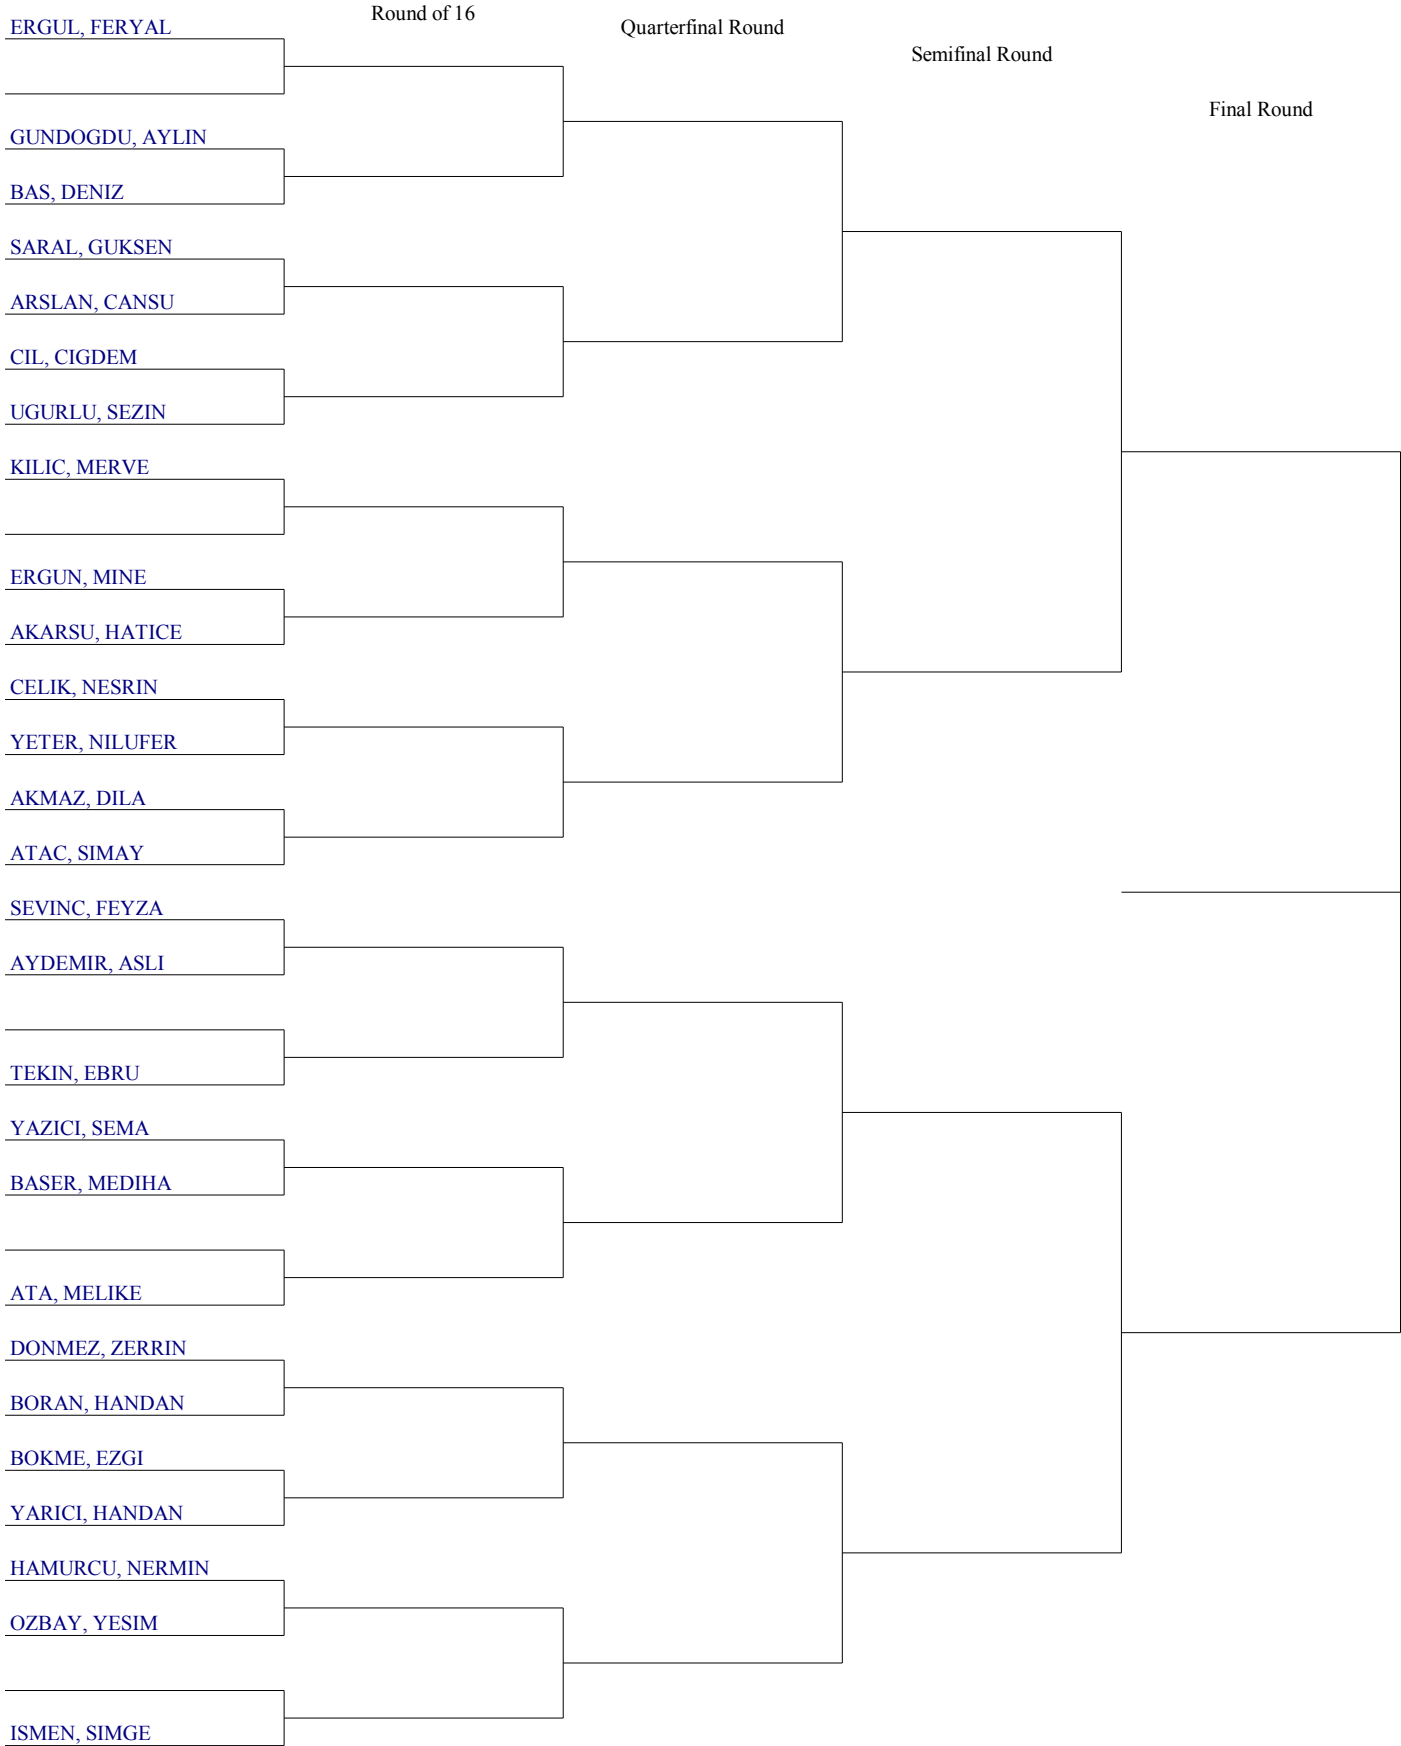 ERGUL, FERYAL
Round of 16
Quarterfinal Round
Semifinal Round
Final Round
GUNDOGDU, AYLIN
BAS, DENIZ
SARAL, GUKSEN
ARSLAN, CANSU
CIL, CIGDEM
UGURLU, SEZIN
KILIC, MERVE
ERGUN, MINE
AKARSU, HATICE
CELIK, NESRIN
YETER, NILUFER
AKMAZ, DILA
ATAC, SIMAY
SEVINC, FEYZA
AYDEMIR, ASLI
TEKIN, EBRU
YAZICI, SEMA
BASER, MEDIHA
ATA, MELIKE
DONMEZ, ZERRIN
BORAN, HANDAN
BOKME, EZGI
YARICI, HANDAN
HAMURCU, NERMIN
OZBAY, YESIM
ISMEN, SIMGE